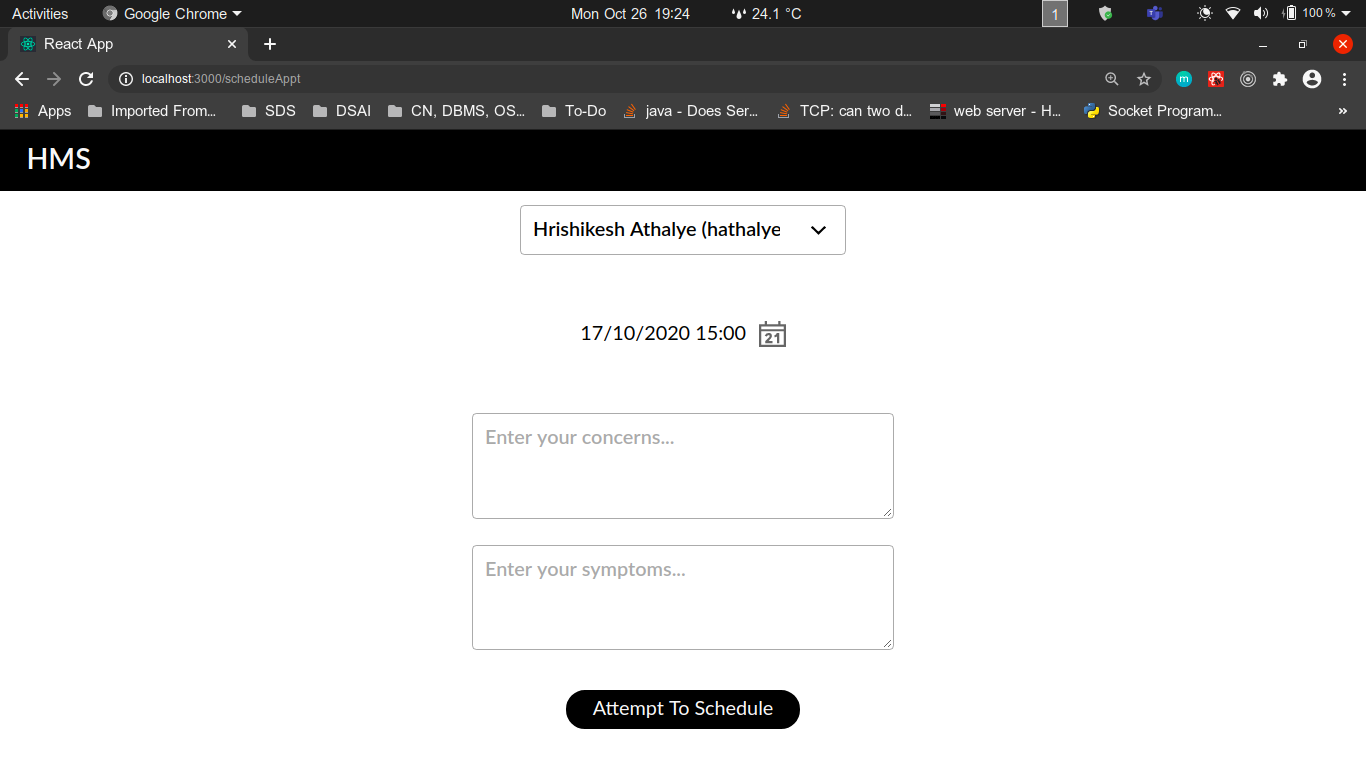 Activities Google Chrome Mon Oct 26 19:24 24.1 °C 1 100 %
React App
localhost:3000/scheduleAppt m
Apps Imported From... SDS DSAI CN, DBMS, OS... To-Do java - Does Ser... TCP: can two d... web server - H... Socket Program... »
HMS
Hrishikesh Athalye (hathalye
17/10/2020 15:00 21
Enter your concerns...
Enter your symptoms...
Attempt To Schedule